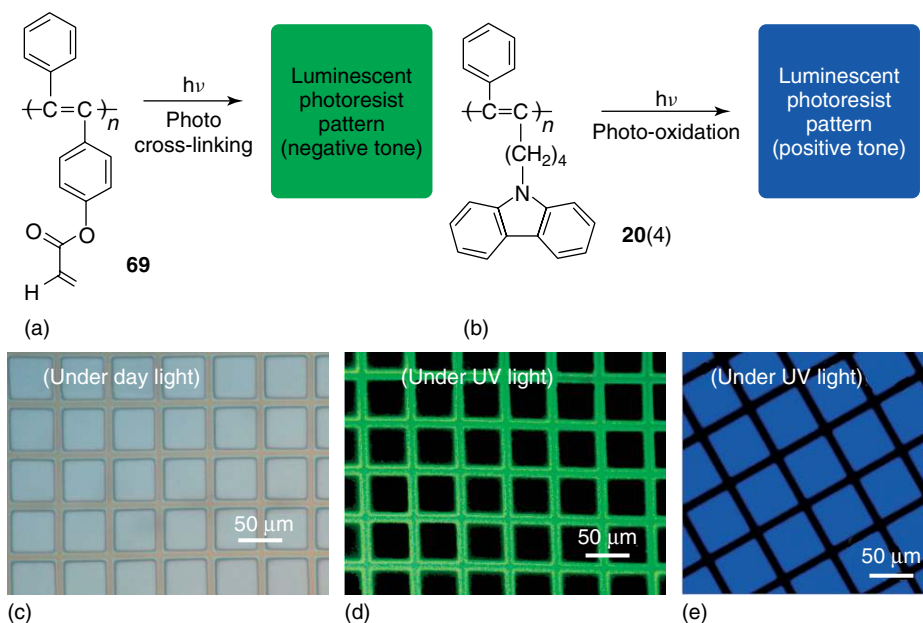 hν
Photo
cross-linking
C=C
n
O
O
H
69
Luminescent
photoresist
pattern
(negative tone)
(a)
hν
Photo-oxidation
C=C
n
(CH₂)₄
N
20(4)
Luminescent
photoresist
pattern
(positive tone)
(b)
(Under day light)
50 μm
(c)
(Under UV light)
50 μm
(d)
(Under UV light)
50 μm
(e)